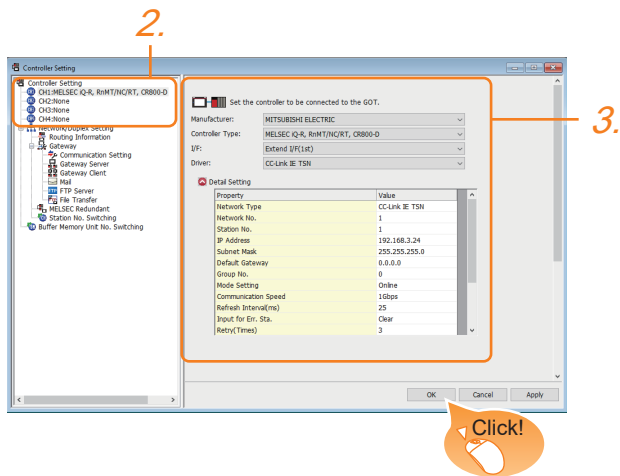 2.
Controller Setting
Controller Setting
CH1:MELSEC iQ-R, RnMT/NC/RT, CR800-D
CH2:None
CH3:None
CH4:None
Network/Duplex Setting
Routing Information
Gateway
Communication Setting
Gateway Server
Gateway Client
Mail
FTP Server
File Transfer
MELSEC Redundant
Station No. Switching
Buffer Memory Unit No. Switching
Set the controller to be connected to the GOT.
Manufacturer: MITSUBISHI ELECTRIC
Controller Type: MELSEC iQ-R, RnMT/NC/RT, CR800-D
I/F: Extend I/F(1st)
Driver: CC-Link IE TSN
Detail Setting
Property Value
Network Type CC-Link IE TSN
Network No. 1
Station No. 1
IP Address 192.168.3.24
Subnet Mask 255.255.255.0
Default Gateway 0.0.0.0
Group No. 0
Mode Setting Online
Communication Speed 1Gbps
Refresh Interval(ms) 25
Input for Err. Sta. Clear
Retry(Times) 3
3.
OK Cancel Apply
Click!